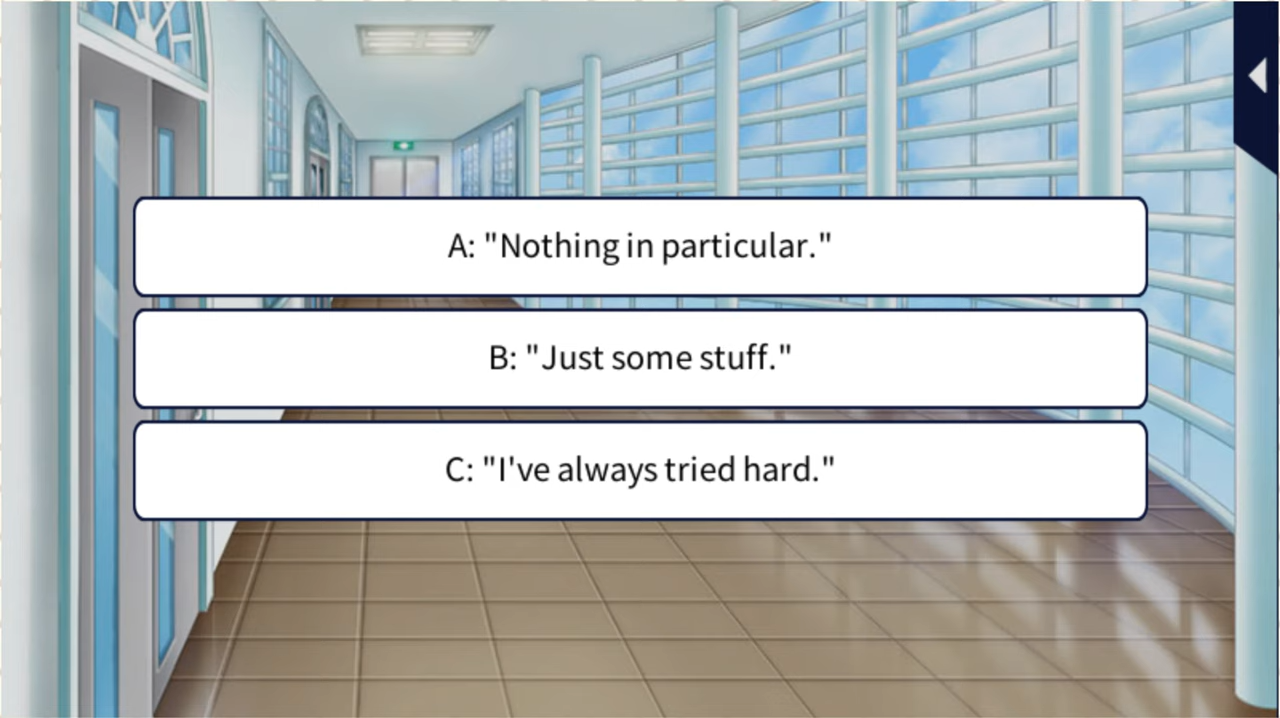 A: "Nothing in particular."
B: "Just some stuff."
C: "I've always tried hard."